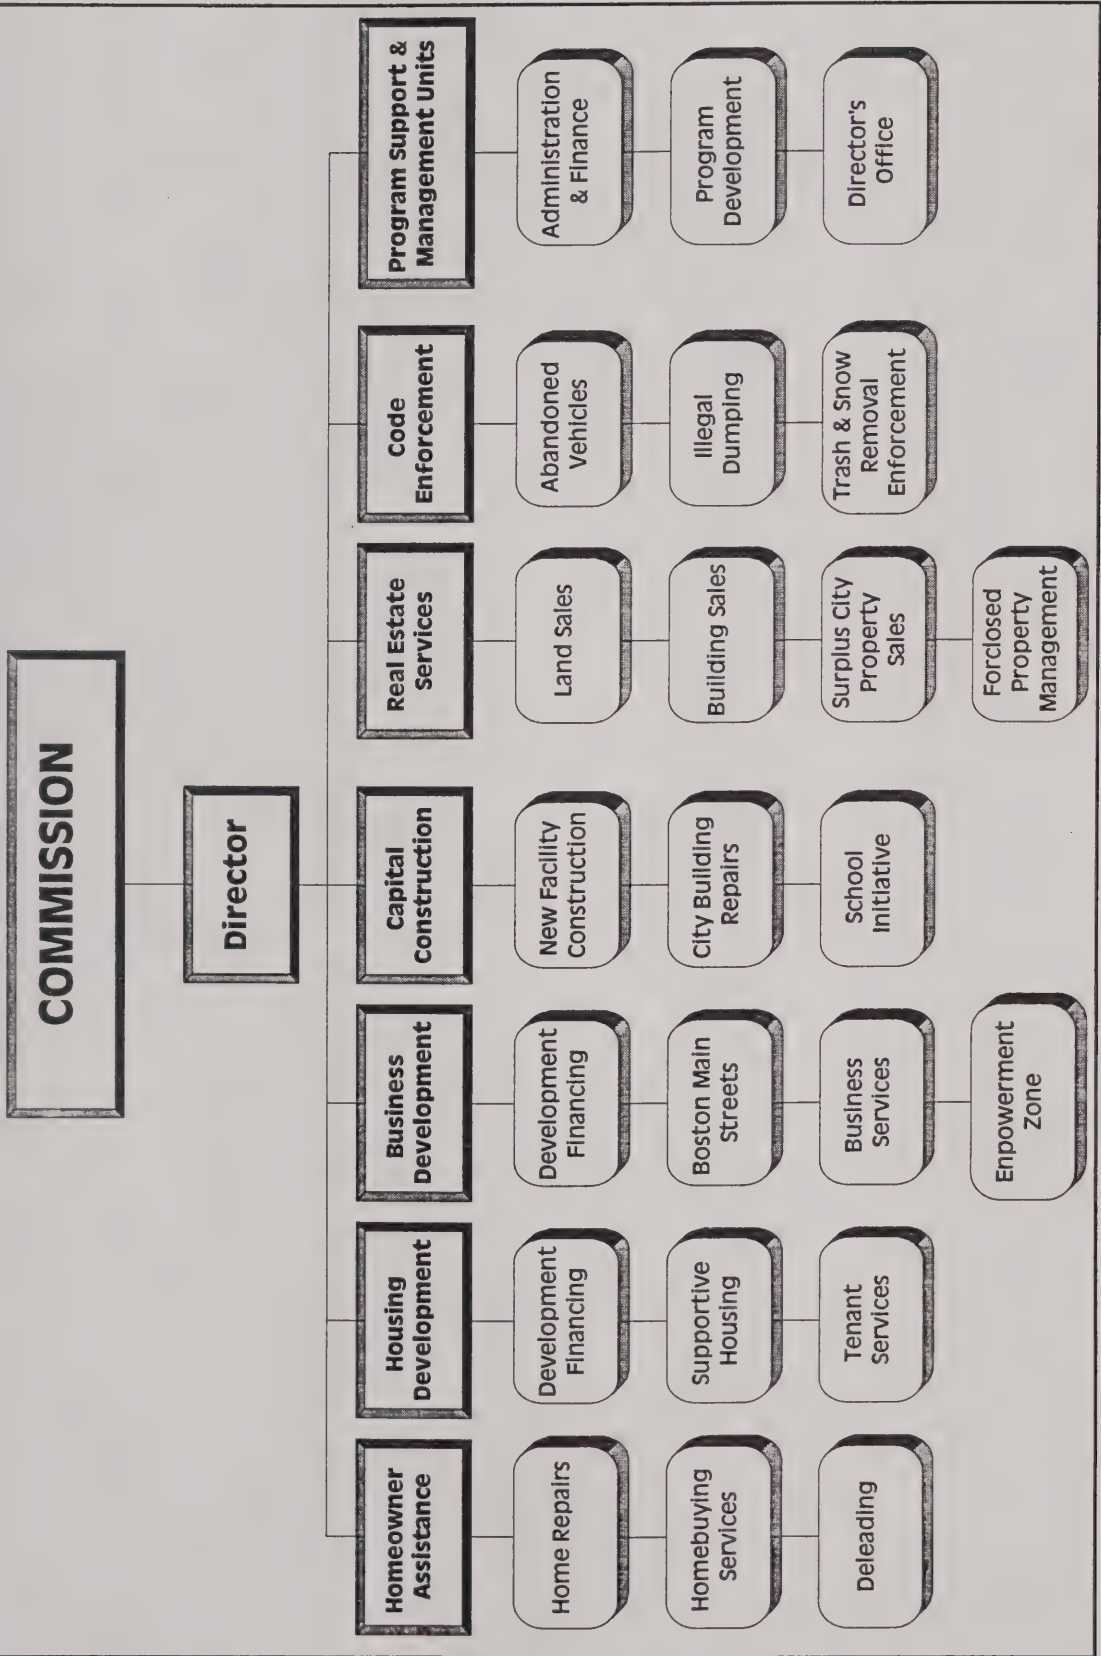 COMMISSION
Director
Homeowner
Assistance
Home Repairs
Homebuying
Services
Deleading
Housing
Development
Development
Financing
Supportive
Housing
Tenant
Services
Business
Development
Development
Financing
Boston Main
Streets
Business
Services
Enpowerment
Zone
Capital
Construction
New Facility
Construction
City Building
Repairs
School
Initiative
Real Estate
Services
Land Sales
Building Sales
Surplus City
Property
Sales
Forclosed
Property
Management
Code
Enforcement
Abandoned
Vehicles
Illegal
Dumping
Trash & Snow
Removal
Enforcement
Program Support &
Management Units
Administration
& Finance
Program
Development
Director's
Office